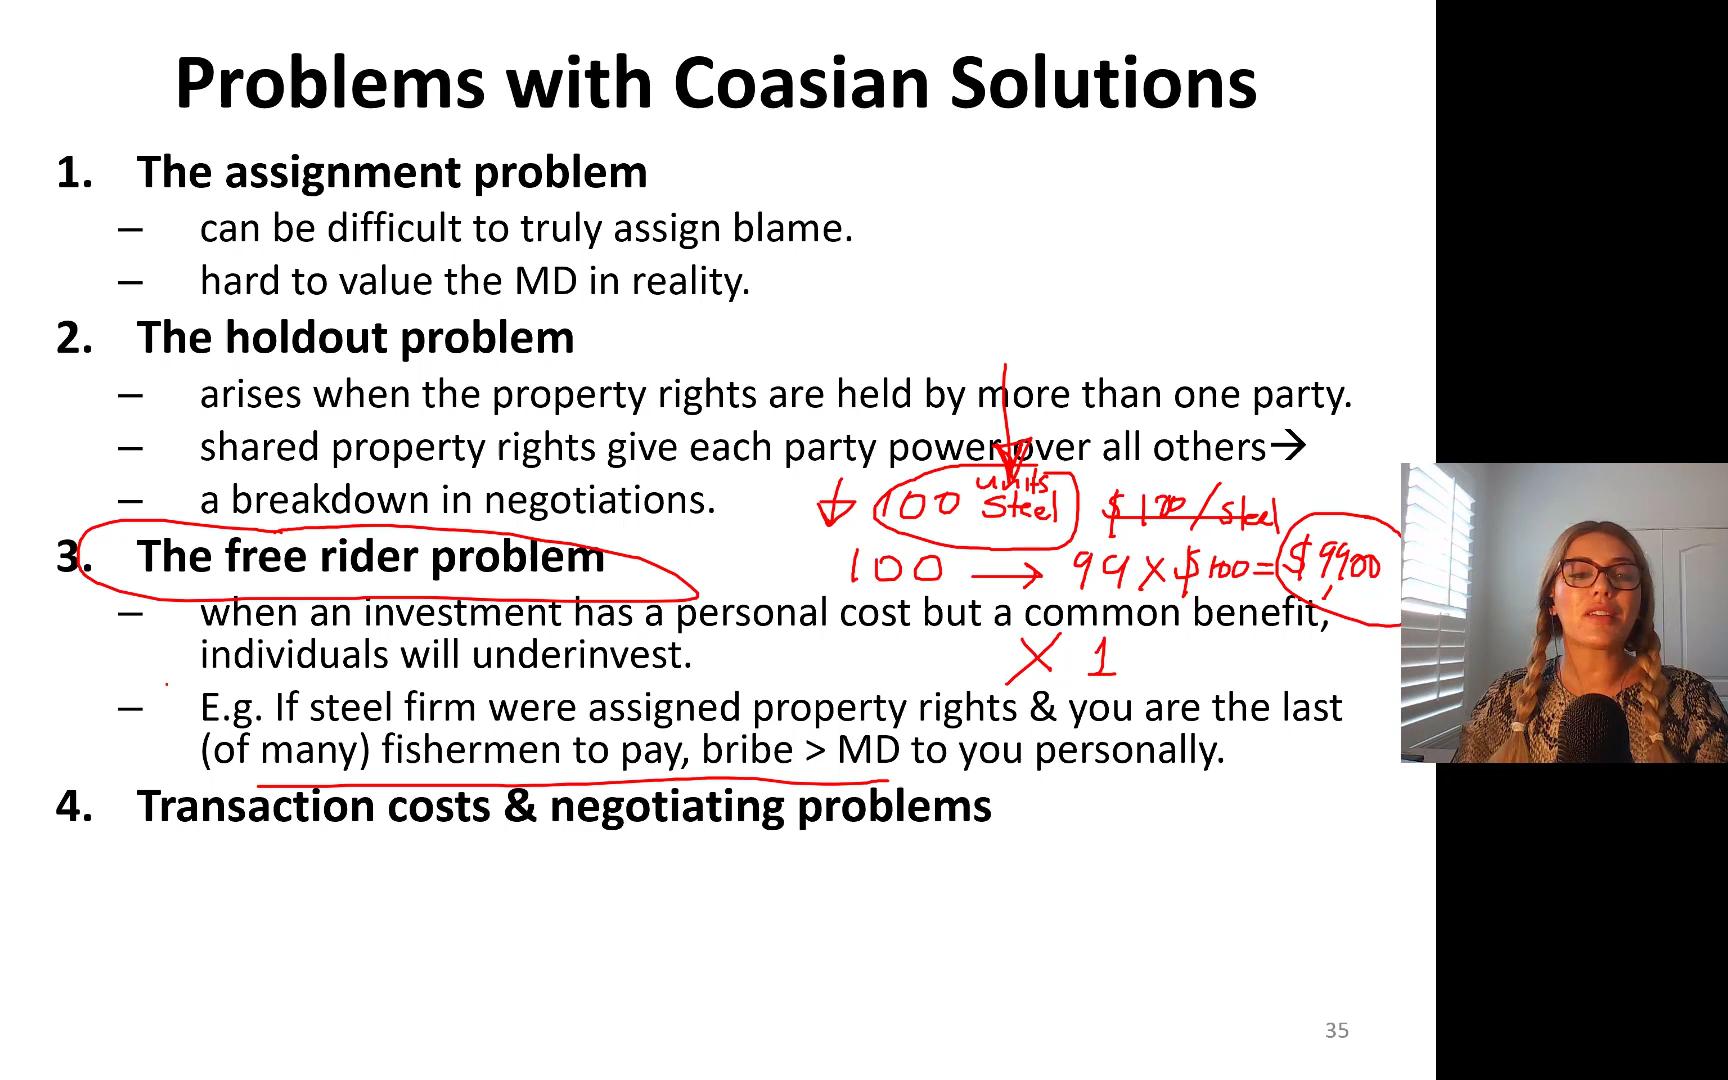 Problems with Coasian Solutions
1. The assignment problem
– can be difficult to truly assign blame.
– hard to value the MD in reality.
2. The holdout problem
– arises when the property rights are held by more than one party.
– shared property rights give each party power over all others→
– a breakdown in negotiations.
↓ 100 units Steel
$100/steel
3. The free rider problem
100 → 99 X $100 = $9,900
– when an investment has a personal cost but a common benefit,
individuals will underinvest.
X 1
– E.g. If steel firm were assigned property rights & you are the last
(of many) fishermen to pay, bribe > MD to you personally.
4. Transaction costs & negotiating problems
35